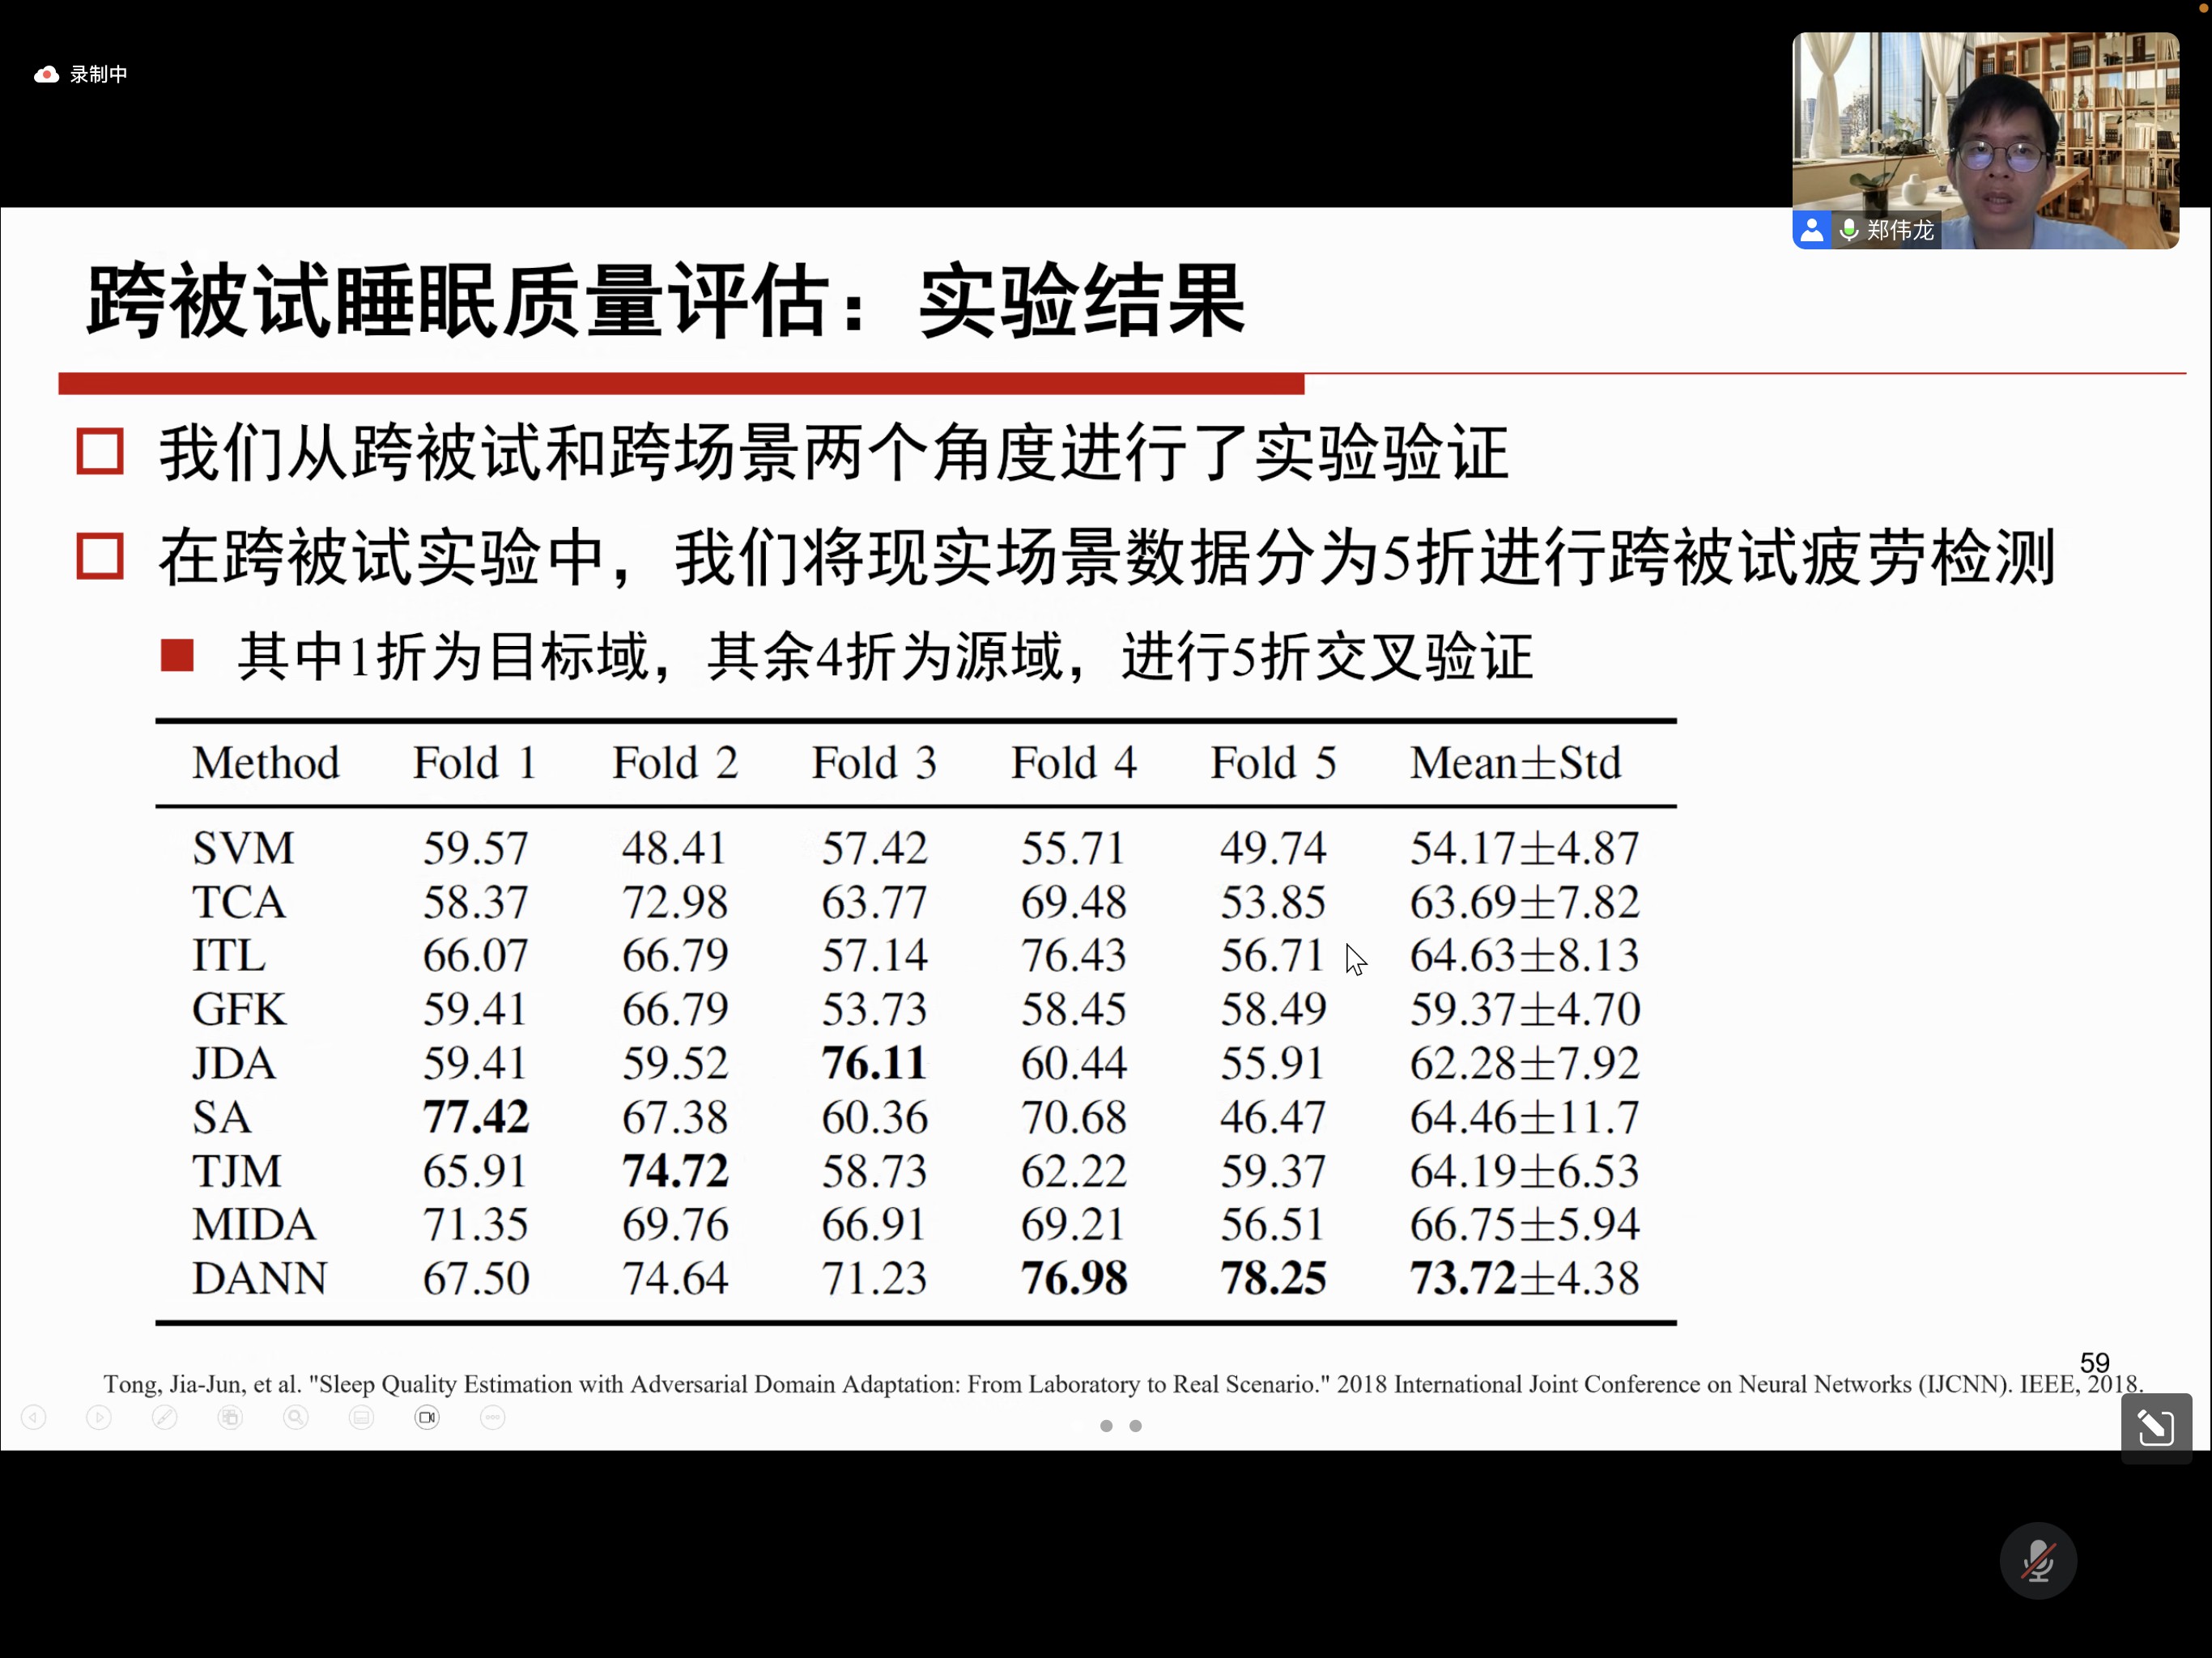 录制中
郑伟龙
跨被试睡眠质量评估：实验结果
我们从跨被试和跨场景两个角度进行了实验验证
在跨被试实验中，我们将现实场景数据分为5折进行跨被试疲劳检测
其中1折为目标域，其余4折为源域，进行5折交叉验证
Method Fold 1 Fold 2 Fold 3 Fold 4 Fold 5 Mean±Std
SVM 59.57 48.41 57.42 55.71 49.74 54.17±4.87
TCA 58.37 72.98 63.77 69.48 53.85 63.69±7.82
ITL 66.07 66.79 57.14 76.43 56.71 64.63±8.13
GFK 59.41 66.79 53.73 58.45 58.49 59.37±4.70
JDA 59.41 59.52 76.11 60.44 55.91 62.28±7.92
SA 77.42 67.38 60.36 70.68 46.47 64.46±11.7
TJM 65.91 74.72 58.73 62.22 59.37 64.19±6.53
MIDA 71.35 69.76 66.91 69.21 56.51 66.75±5.94
DANN 67.50 74.64 71.23 76.98 78.25 73.72±4.38
59
Tong, Jia-Jun, et al. "Sleep Quality Estimation with Adversarial Domain Adaptation: From Laboratory to Real Scenario." 2018 International Joint Conference on Neural Networks (IJCNN). IEEE, 2018.